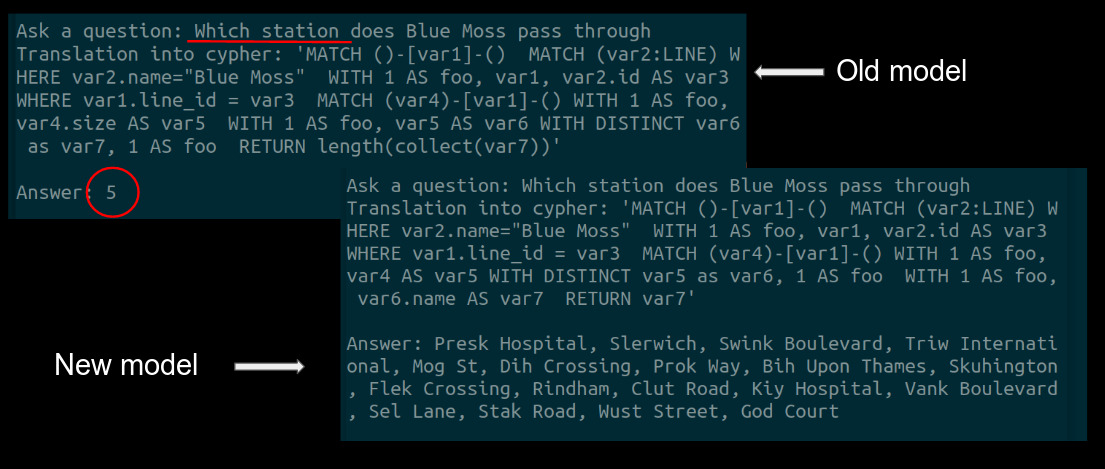 Ask a question: Which station does Blue Moss pass through
Translation into cypher: 'MATCH ()-[var1]-()  MATCH (var2:LINE) W
HERE var2.name="Blue Moss"  WITH 1 AS foo, var1, var2.id AS var3
WHERE var1.line_id = var3  MATCH (var4)-[var1]-() WITH 1 AS foo,
var4.size AS var5  WITH 1 AS foo, var5 AS var6 WITH DISTINCT var6
 as var7, 1 AS foo  RETURN length(collect(var7))'
Answer: 5
Old model
Ask a question: Which station does Blue Moss pass through
Translation into cypher: 'MATCH ()-[var1]-()  MATCH (var2:LINE) W
HERE var2.name="Blue Moss"  WITH 1 AS foo, var1, var2.id AS var3
WHERE var1.line_id = var3  MATCH (var4)-[var1]-() WITH 1 AS foo,
var4 AS var5 WITH DISTINCT var5 as var6, 1 AS foo  WITH 1 AS foo,
 var6.name AS var7  RETURN var7'
Answer: Presk Hospital, Slerwich, Swink Boulevard, Triw Internati
onal, Mog St, Dih Crossing, Prok Way, Bih Upon Thames, Skuhington
, Flek Crossing, Rindham, Clut Road, Kiy Hospital, Vank Boulevard
, Sel Lane, Stak Road, Wust Street, God Court
New model